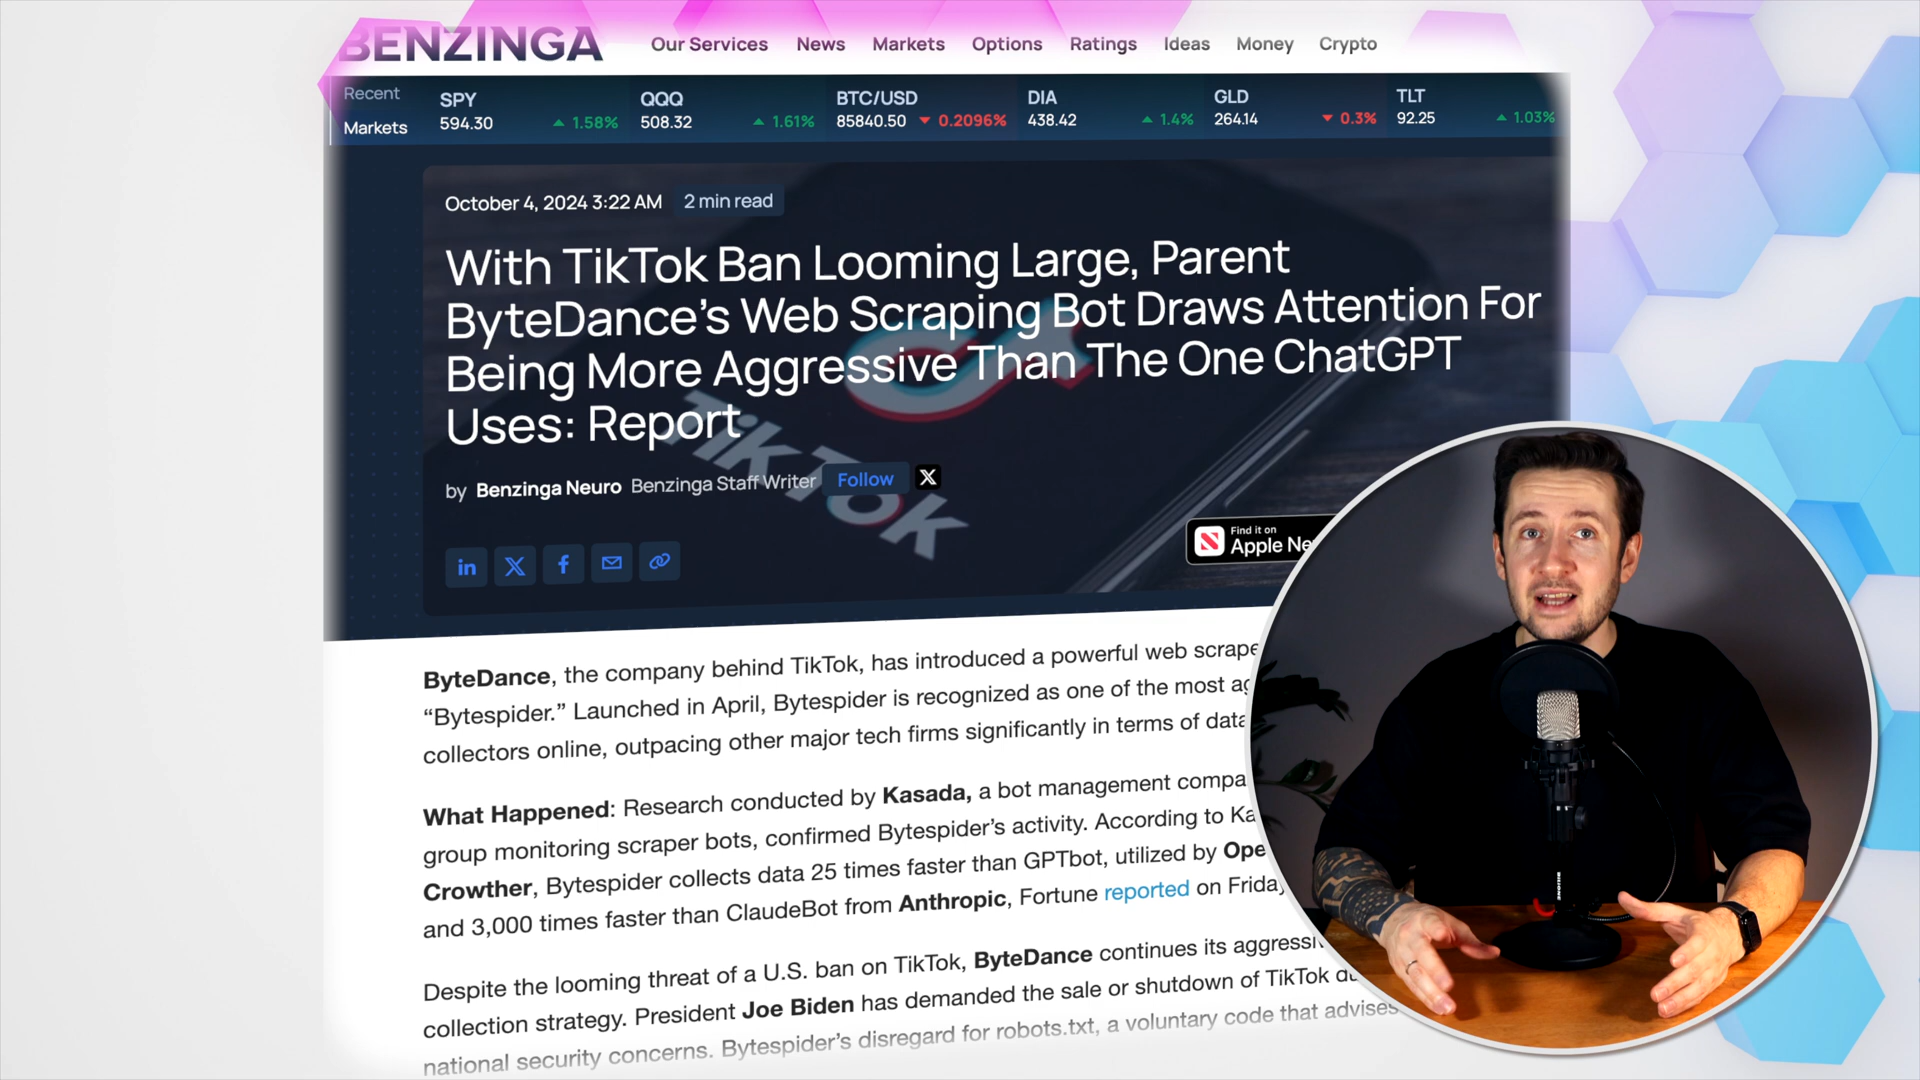 BENZINGA
Our Services News Markets Options Ratings Ideas Money Crypto
Recent
Markets
SPY
594.30 ▲ 1.58%
QQQ
508.32 ▲ 1.61%
BTC/USD
85840.50 ▼ 0.2096%
DIA
438.42 ▲ 1.4%
GLD
264.14 ▼ 0.3%
TLT
92.25 ▲ 1.03%
October 4, 2024 3:22 AM 2 min read
With TikTok Ban Looming Large, Parent
ByteDance’s Web Scraping Bot Draws Attention For
Being More Aggressive Than The One ChatGPT
Uses: Report
TikTok
by Benzinga Neuro Benzinga Staff Writer Follow X
in X f
Find it on
Apple Ne
ByteDance, the company behind TikTok, has introduced a powerful web scrape
“Bytespider.” Launched in April, Bytespider is recognized as one of the most ag
collectors online, outpacing other major tech firms significantly in terms of data
What Happened: Research conducted by Kasada, a bot management compa
group monitoring scraper bots, confirmed Bytespider’s activity. According to Ka
Crowther, Bytespider collects data 25 times faster than GPTbot, utilized by Ope
and 3,000 times faster than ClaudeBot from Anthropic, Fortune reported on Friday
Despite the looming threat of a U.S. ban on TikTok, ByteDance continues its aggressi
collection strategy. President Joe Biden has demanded the sale or shutdown of TikTok du
national security concerns. Bytespider’s disregard for robots.txt, a voluntary code that advises